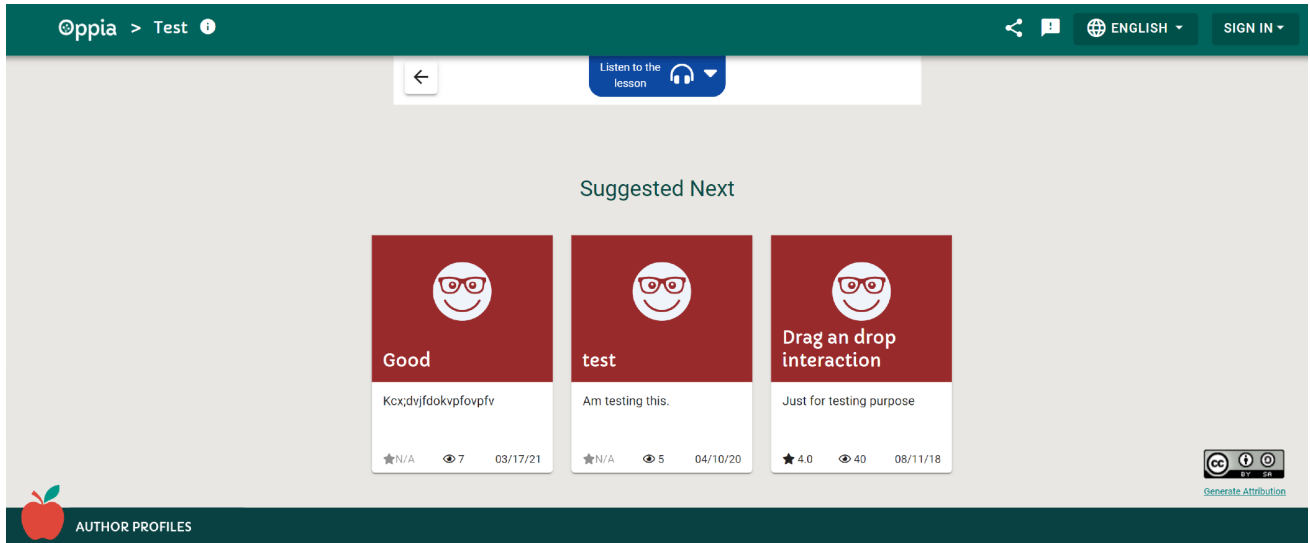 Oppia > Test
ENGLISH
SIGN IN
Listen to the
lesson
Suggested Next
Good
Kcx;dvjfdokvpfovpfv
N/A 7 03/17/21
test
Am testing this.
N/A 5 04/10/20
Drag an drop
interaction
Just for testing purpose
4.0 40 08/11/18
cc BY SA
Generate Attribution
AUTHOR PROFILES